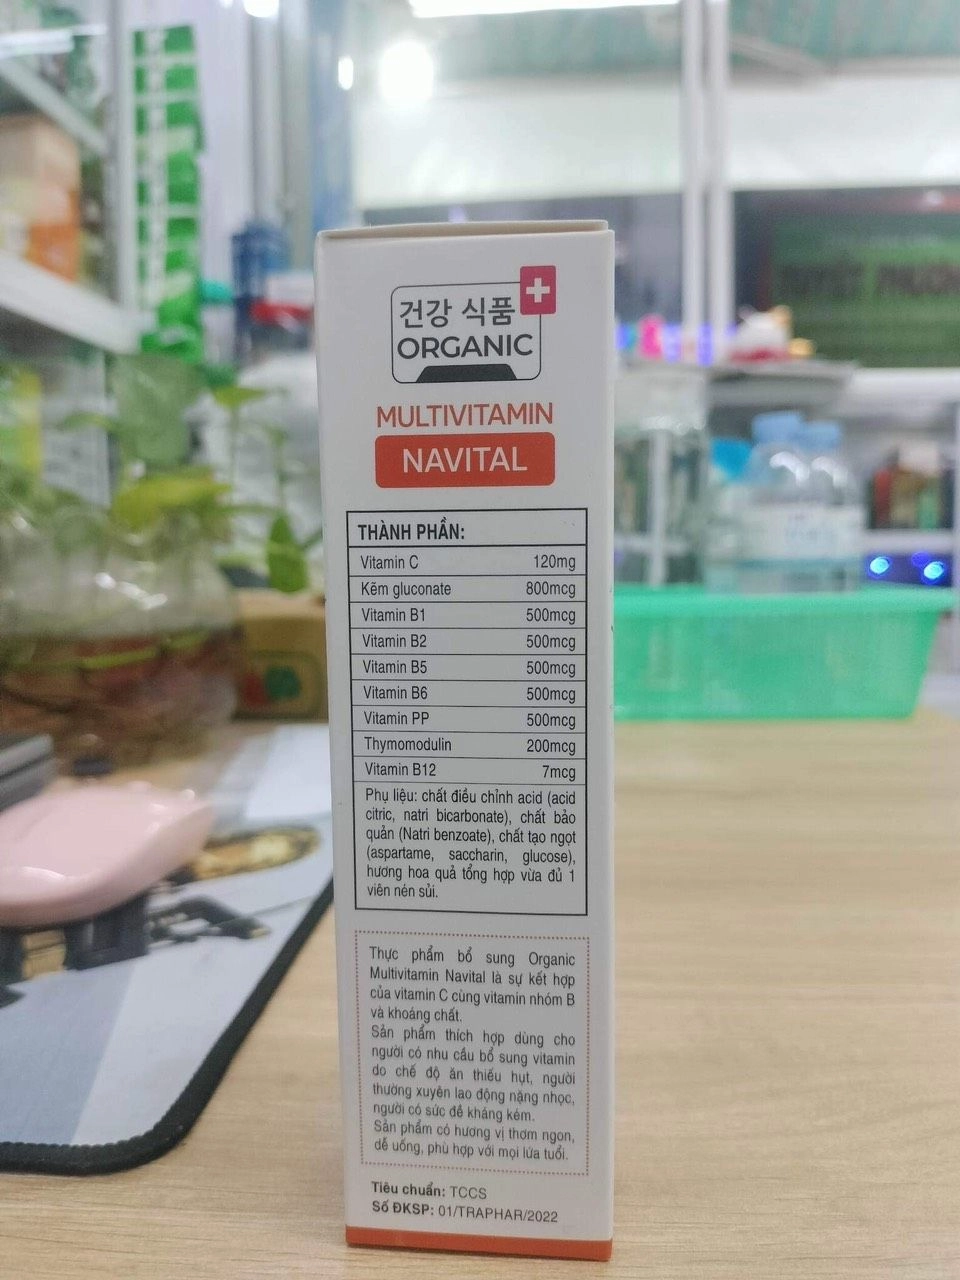 건강 식품
ORGANIC
MULTIVITAMIN
NAVITAL
THÀNH PHẦN:
Vitamin C 120mg
Kẽm gluconate 800mcg
Vitamin B1 500mcg
Vitamin B2 500mcg
Vitamin B5 500mcg
Vitamin B6 500mcg
Vitamin PP 500mcg
Thymomodulin 200mcg
Vitamin B12 7mcg
Phụ liệu: chất điều chỉnh acid (acid
citric, natri bicarbonate), chất bảo
quản (Natri benzoate), chất tạo ngọt
(aspartame, saccharin, glucose),
hương hoa quả tổng hợp vừa đủ 1
viên nén sủi.
Thực phẩm bổ sung Organic
Multivitamin Navital là sự kết hợp
của vitamin C cùng vitamin nhóm B
và khoáng chất.
Sản phẩm thích hợp dùng cho
người có nhu cầu bổ sung vitamin
do chế độ ăn thiếu hụt, người
thường xuyên lao động nặng nhọc,
người có sức đề kháng kém.
Sản phẩm có hương vị thơm ngon,
dễ uống, phù hợp với mọi lứa tuổi.
Tiêu chuẩn: TCCS
Số ĐKSP: 01/TRAPHAR/2022